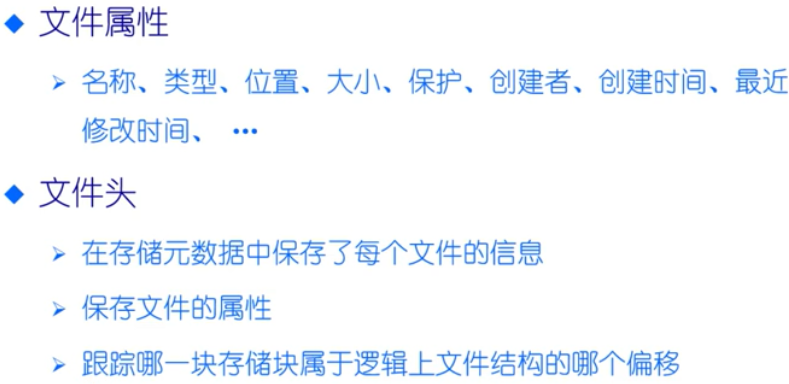 文件属性
名称、类型、位置、大小、保护、创建者、创建时间、最近
修改时间、 …
文件头
在存储元数据中保存了每个文件的信息
保存文件的属性
跟踪哪一块存储块属于逻辑上文件结构的哪个偏移